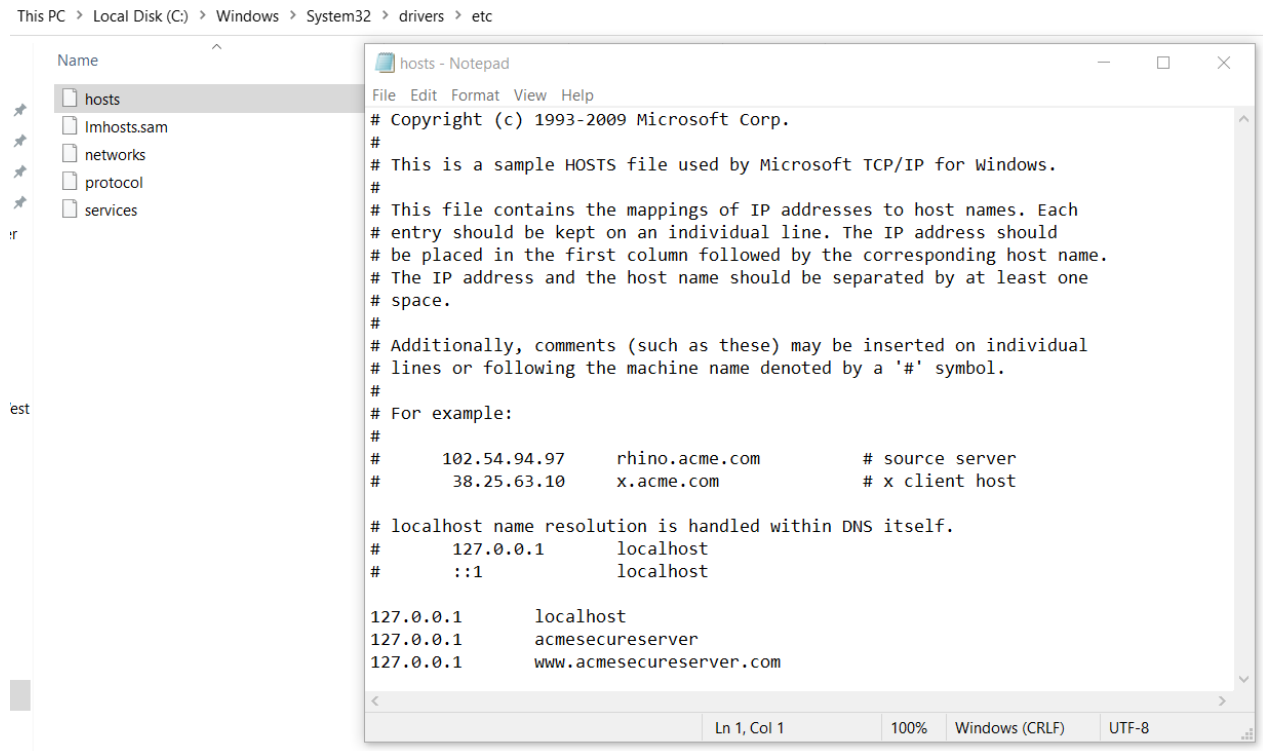 This PC > Local Disk (C:) > Windows > System32 > drivers > etc
Name
hosts
lmhosts.sam
networks
protocol
services
er
est
hosts - Notepad
File Edit Format View Help
# Copyright (c) 1993-2009 Microsoft Corp.
#
# This is a sample HOSTS file used by Microsoft TCP/IP for Windows.
#
# This file contains the mappings of IP addresses to host names. Each
# entry should be kept on an individual line. The IP address should
# be placed in the first column followed by the corresponding host name.
# The IP address and the host name should be separated by at least one
# space.
#
# Additionally, comments (such as these) may be inserted on individual
# lines or following the machine name denoted by a '#' symbol.
#
# For example:
#
#      102.54.94.97     rhino.acme.com          # source server
#       38.25.63.10     x.acme.com              # x client host

# localhost name resolution is handled within DNS itself.
#       127.0.0.1       localhost
#       ::1             localhost

127.0.0.1       localhost
127.0.0.1       acmesecureserver
127.0.0.1       www.acmesecureserver.com
Ln 1, Col 1
100%
Windows (CRLF)
UTF-8